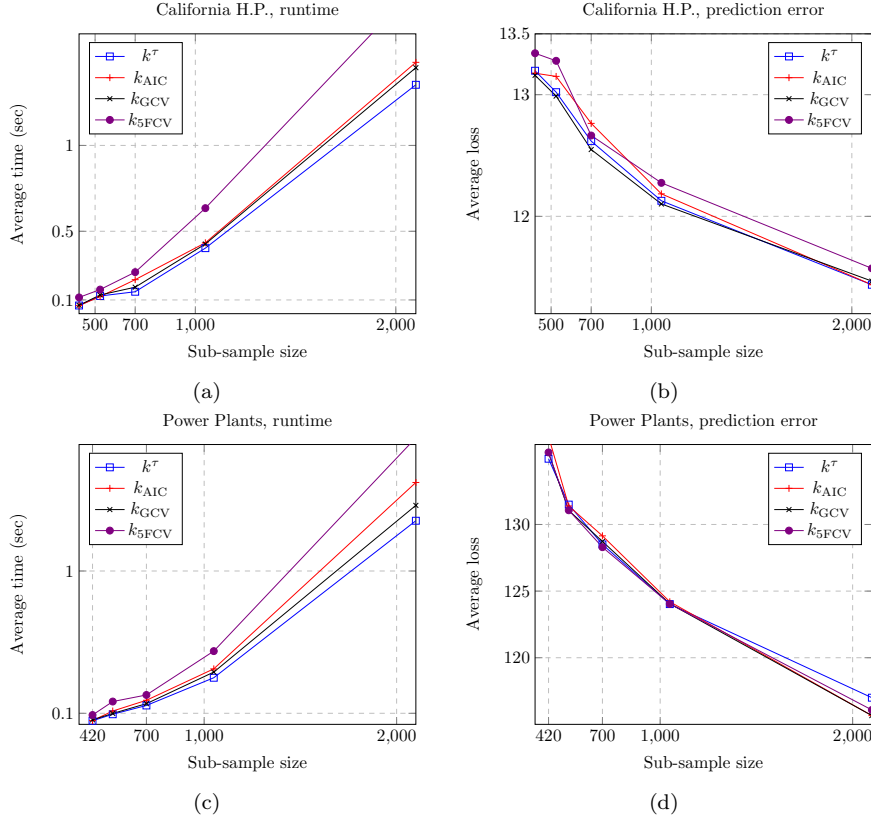 California H.P., runtime
k^τ
k_AIC
k_GCV
k_5FCV
Average time (sec)
1
0.5
0.1
500 700 1,000 2,000
Sub-sample size
(a)
California H.P., prediction error
k^τ
k_AIC
k_GCV
k_5FCV
Average loss
13.5
13
12
500 700 1,000 2,000
Sub-sample size
(b)
Power Plants, runtime
k^τ
k_AIC
k_GCV
k_5FCV
Average time (sec)
1
0.1
420 700 1,000 2,000
Sub-sample size
(c)
Power Plants, prediction error
k^τ
k_AIC
k_GCV
k_5FCV
Average loss
130
125
120
420 700 1,000 2,000
Sub-sample size
(d)